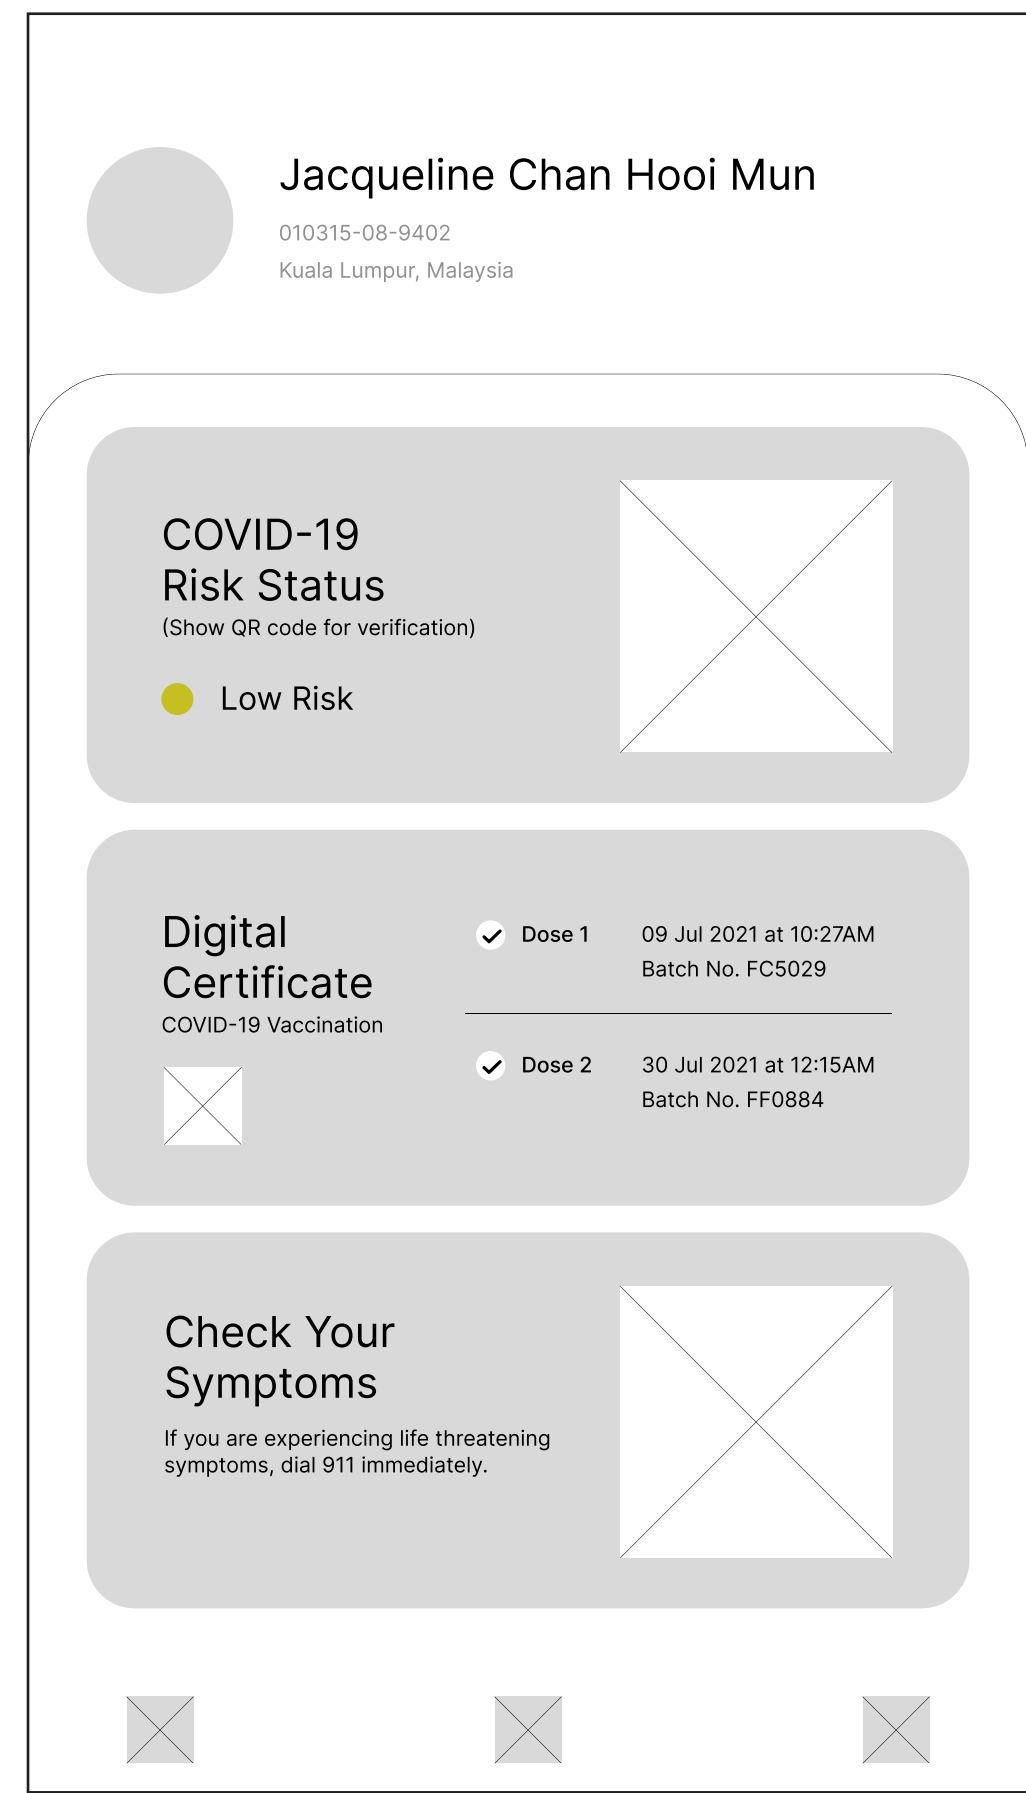 Jacqueline Chan Hooi Mun
010315-08-9402
Kuala Lumpur, Malaysia
COVID-19
Risk Status
(Show QR code for verification)
Low Risk
Digital
Certificate
COVID-19 Vaccination
Dose 1
09 Jul 2021 at 10:27AM
Batch No. FC5029
Dose 2
30 Jul 2021 at 12:15AM
Batch No. FF0884
Check Your
Symptoms
If you are experiencing life threatening
symptoms, dial 911 immediately.